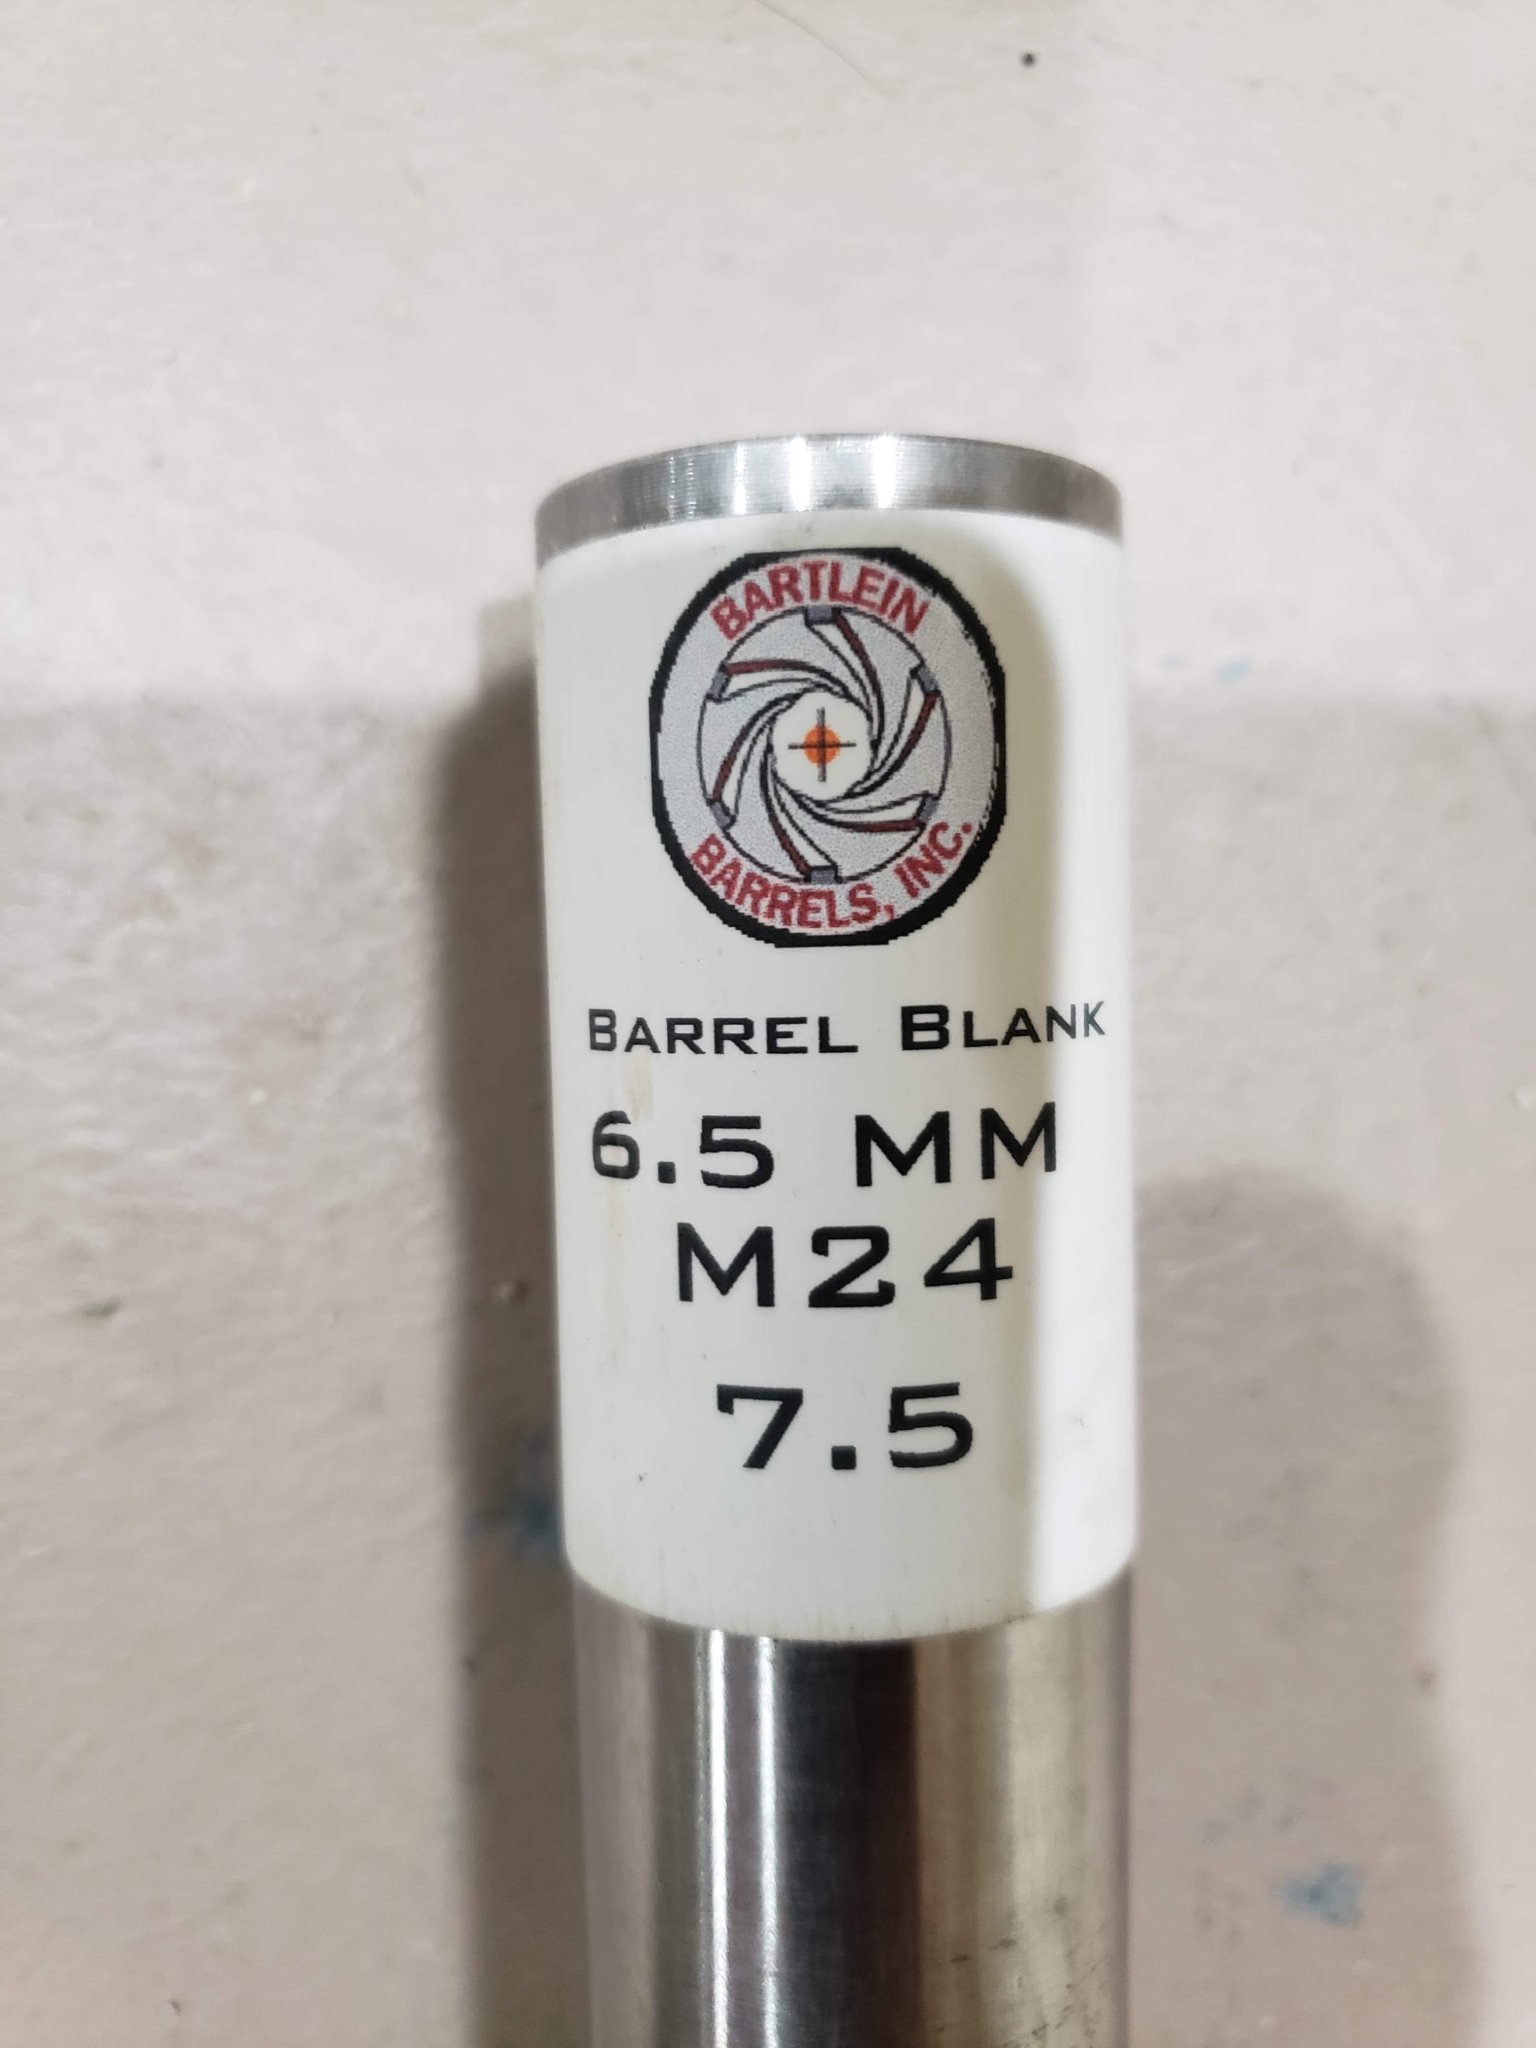 BARTLEIN
BARRELS, INC.
BARREL BLANK
6.5 MM
M24
7.5